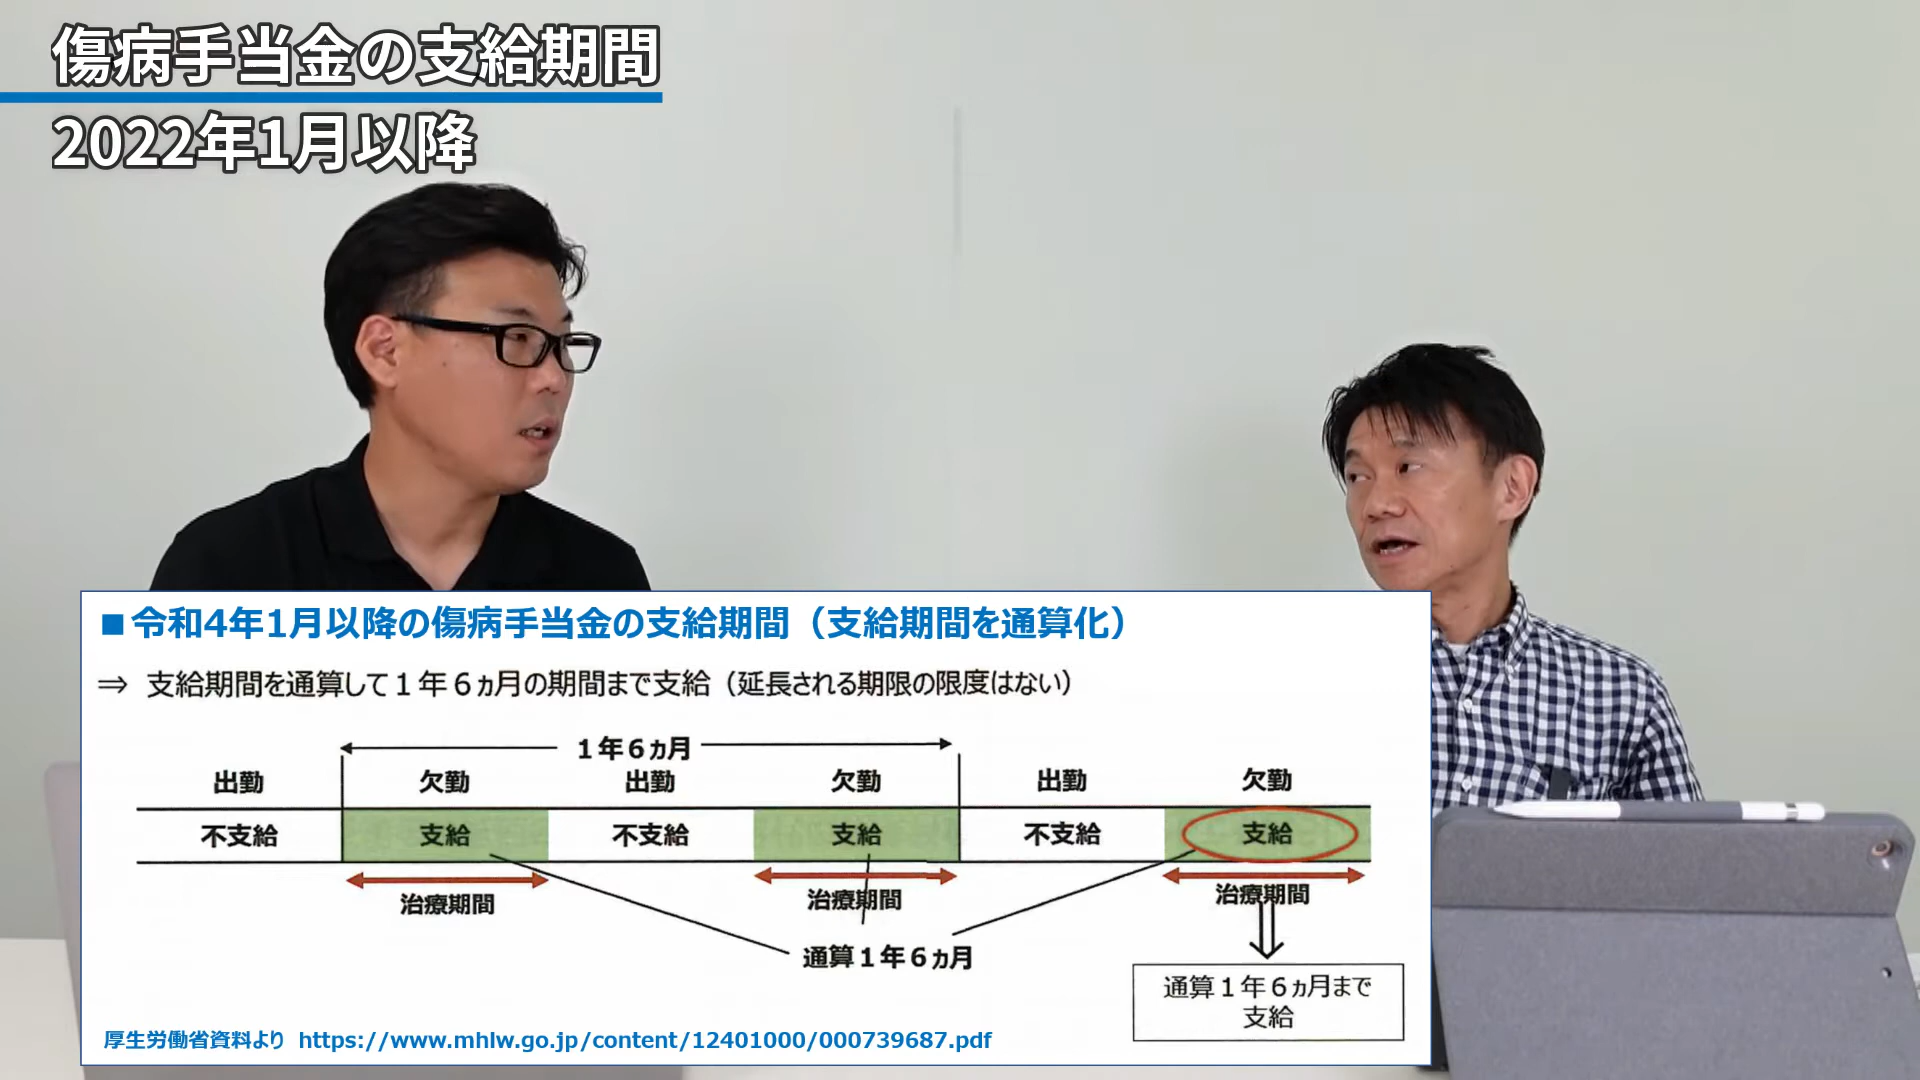 傷病手当金の支給期間
2022年1月以降
■令和4年1月以降の傷病手当金の支給期間（支給期間を通算化）
⇒ 支給期間を通算して１年６ヵ月の期間まで支給（延長される期限の限度はない）
１年６ヵ月
出勤 欠勤 出勤 欠勤 出勤 欠勤
不支給 支給 不支給 支給 不支給 支給
治療期間 治療期間 治療期間
通算１年６ヵ月
通算１年６ヵ月まで
支給
厚生労働省資料より https://www.mhlw.go.jp/content/12401000/000739687.pdf